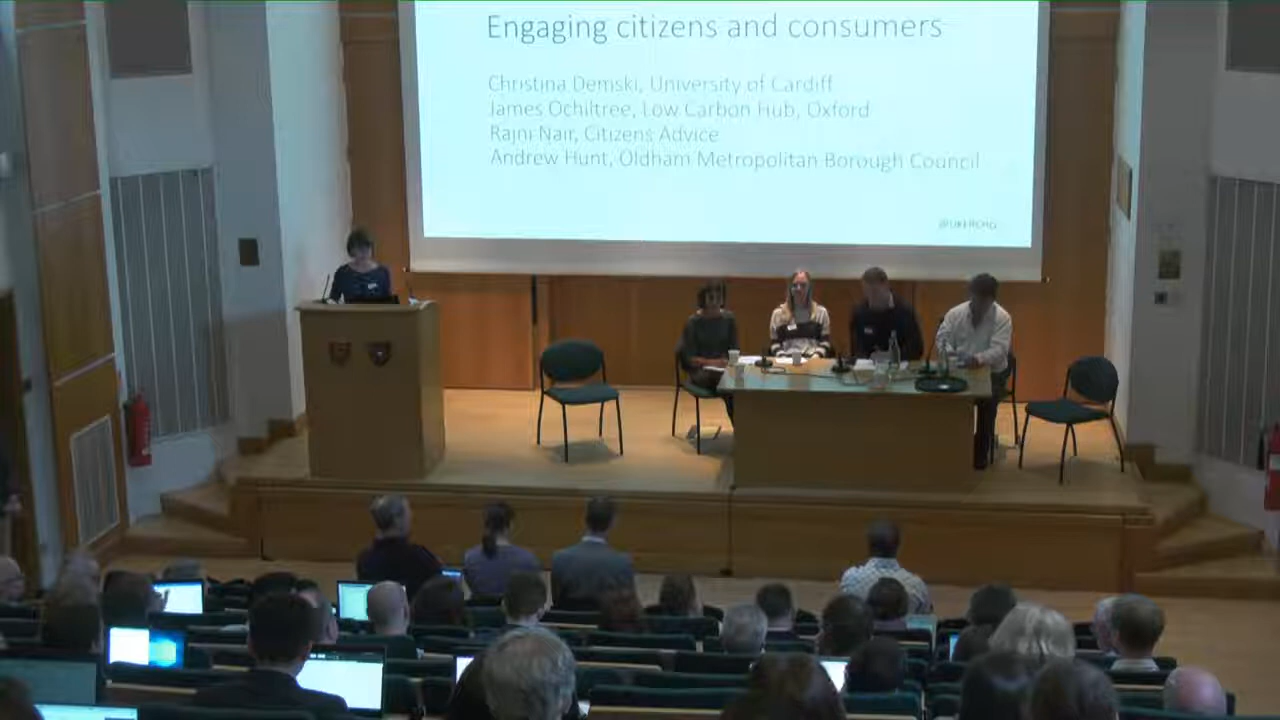 Engaging citizens and consumers
Christina Demski, University of Cardiff
James Ochiltree, Low Carbon Hub, Oxford
Rajni Nair, Citizens Advice
Andrew Hunt, Oldham Metropolitan Borough Council